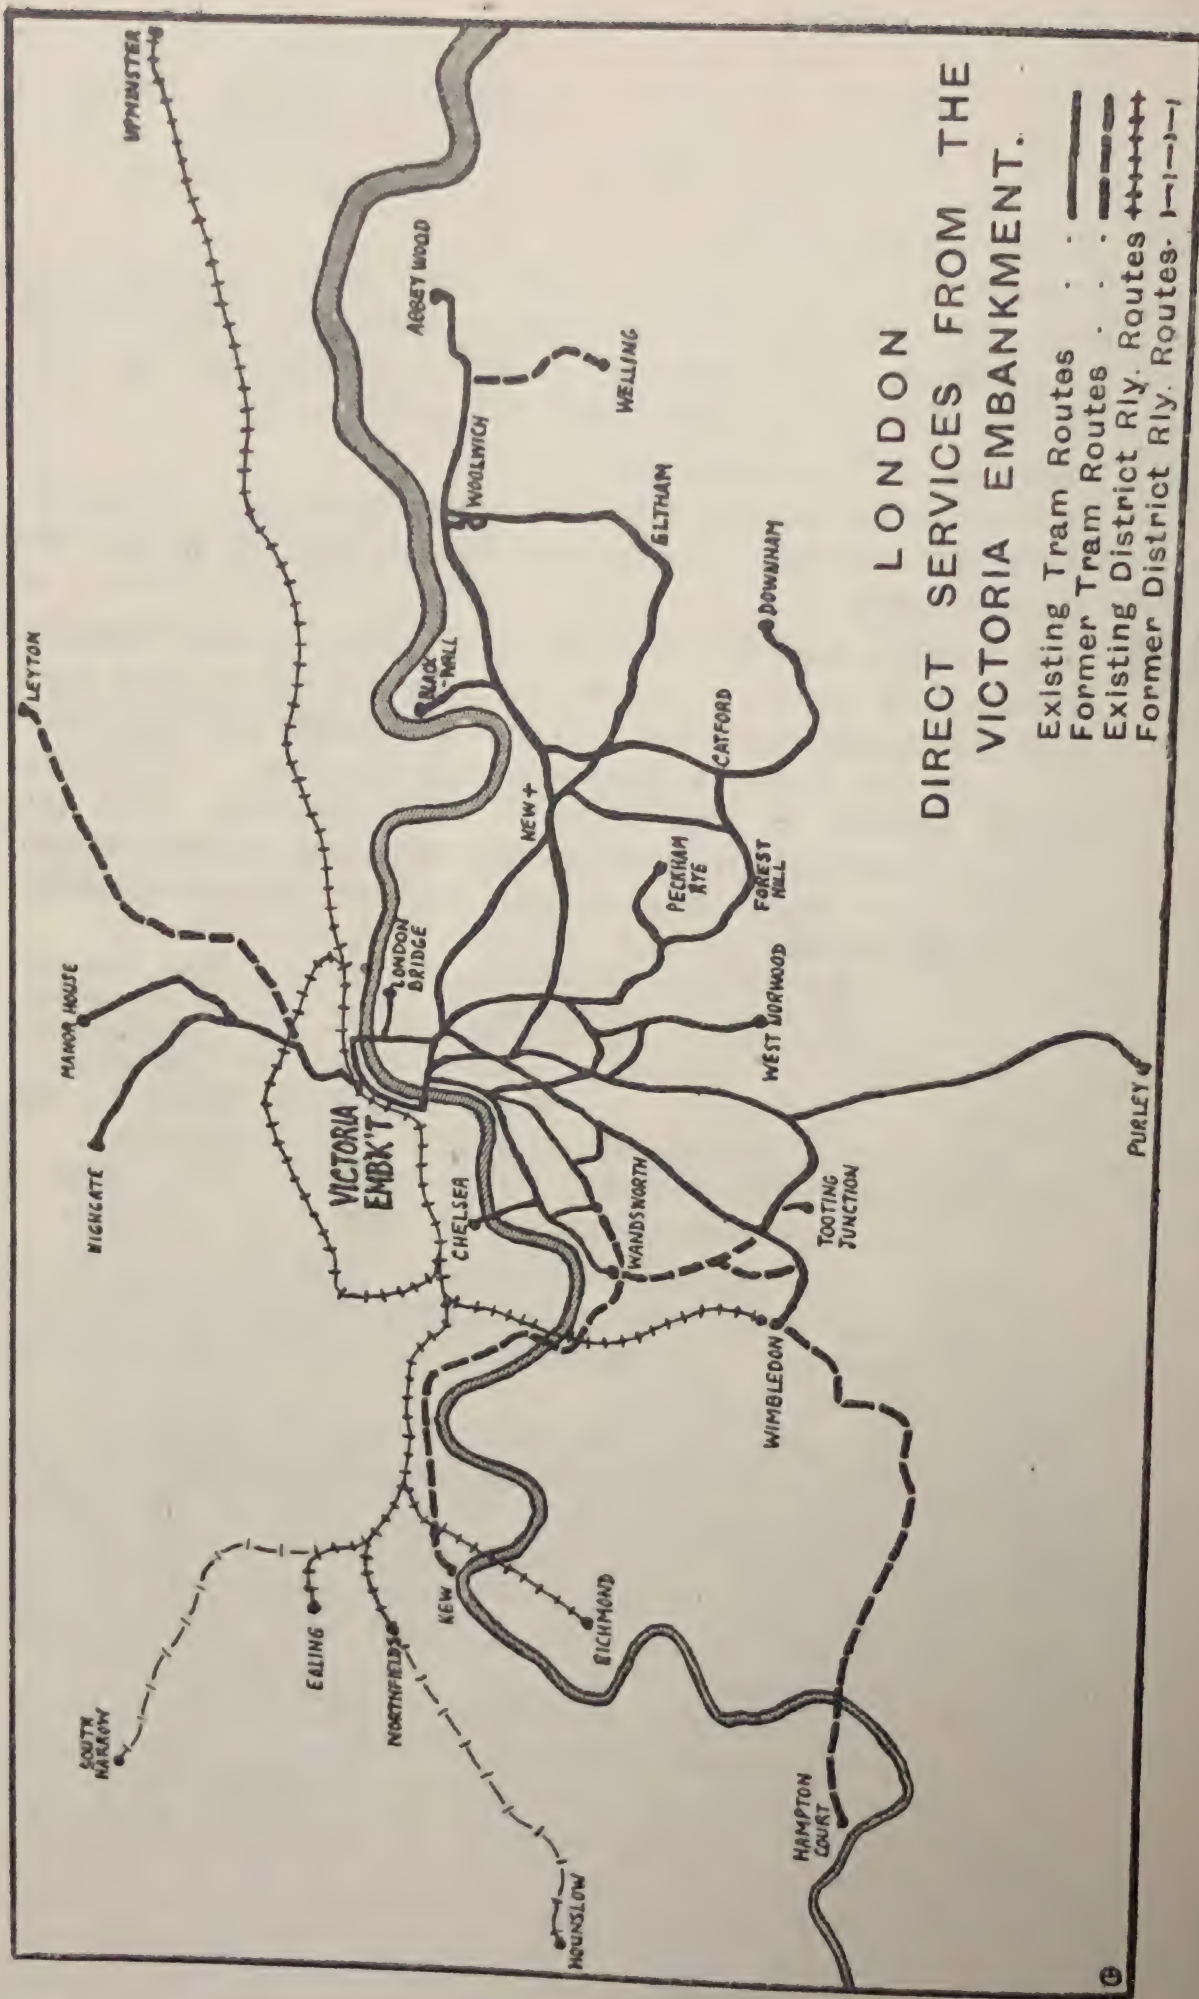 LONDON
DIRECT SERVICES FROM THE
VICTORIA EMBANKMENT.
Existing Tram Routes
Former Tram Routes
Existing District Rly. Routes
Former District Rly. Routes
UPMINSTER
LEYTON
MANOR HOUSE
HIGHGATE
SOUTH
HARROW
EALING
NORTHFIELDS
HOUNSLOW
KEW
RICHMOND
HAMPTON
COURT
WIMBLEDON
VICTORIA
EMBK'T
CHELSEA
WANDSWORTH
TOOTING
JUNCTION
PURLEY
WEST NORWOOD
LONDON
BRIDGE
PECKHAM
RYE
FOREST
HILL
NEW +
CATFORD
DOWNHAM
BLACK
-WALL
ELTHAM
WOOLWICH
ABBEY WOOD
WELLING